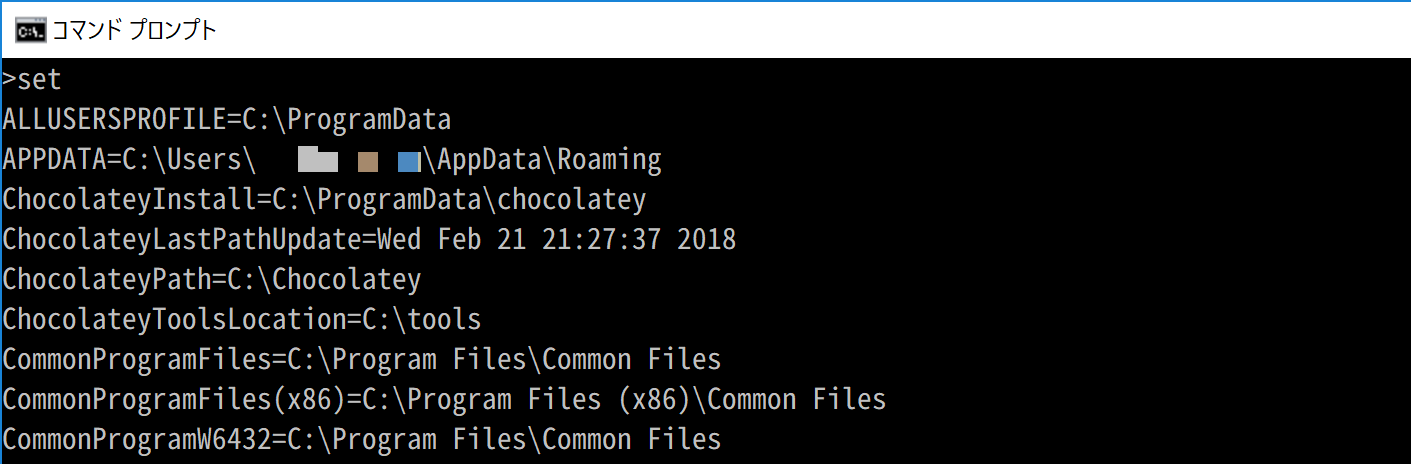 コマンド プロンプト
>set
ALLUSERSPROFILE=C:\ProgramData
APPDATA=C:\Users\ \AppData\Roaming
ChocolateyInstall=C:\ProgramData\chocolatey
ChocolateyLastPathUpdate=Wed Feb 21 21:27:37 2018
ChocolateyPath=C:\Chocolatey
ChocolateyToolsLocation=C:\tools
CommonProgramFiles=C:\Program Files\Common Files
CommonProgramFiles(x86)=C:\Program Files (x86)\Common Files
CommonProgramW6432=C:\Program Files\Common Files